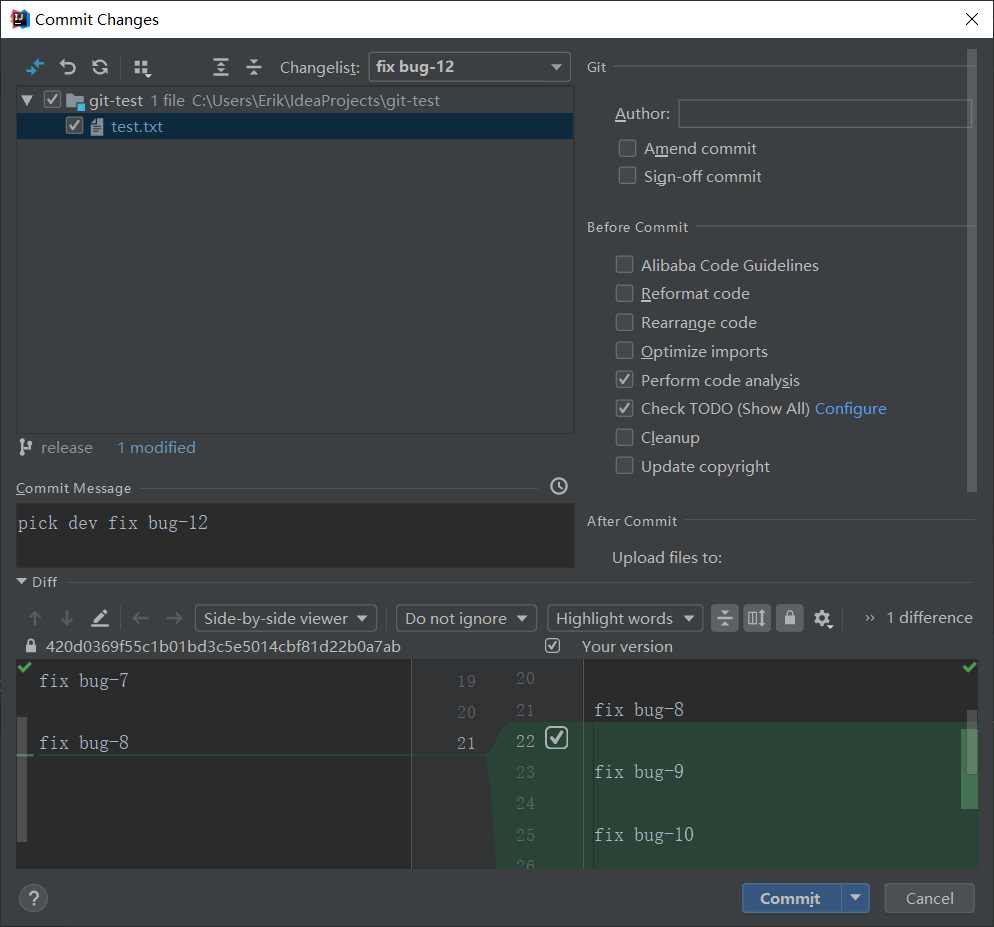 Commit Changes
Changelist: fix bug-12
git-test 1 file C:\Users\Erik\IdeaProjects\git-test
test.txt
release 1 modified
Commit Message
pick dev fix bug-12
Git
Author:
Amend commit
Sign-off commit
Before Commit
Alibaba Code Guidelines
Reformat code
Rearrange code
Optimize imports
Perform code analysis
Check TODO (Show All) Configure
Cleanup
Update copyright
After Commit
Upload files to:
Diff
Side-by-side viewer Do not ignore Highlight words » 1 difference
420d0369f55c1b01bd3c5e5014cbf81d22b0a7ab Your version
fix bug-7 19
20
fix bug-8 21
20
21 fix bug-8
22
23 fix bug-9
24
25 fix bug-10
26
? Commit Cancel